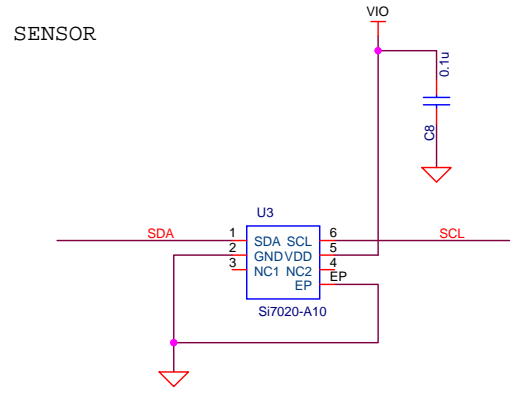 VIO
SENSOR
0.1u
C8
U3
SDA
1
6
SCL
SDA SCL
2
5
GND VDD
3
4
NC1 NC2
EP
EP
Si7020-A10